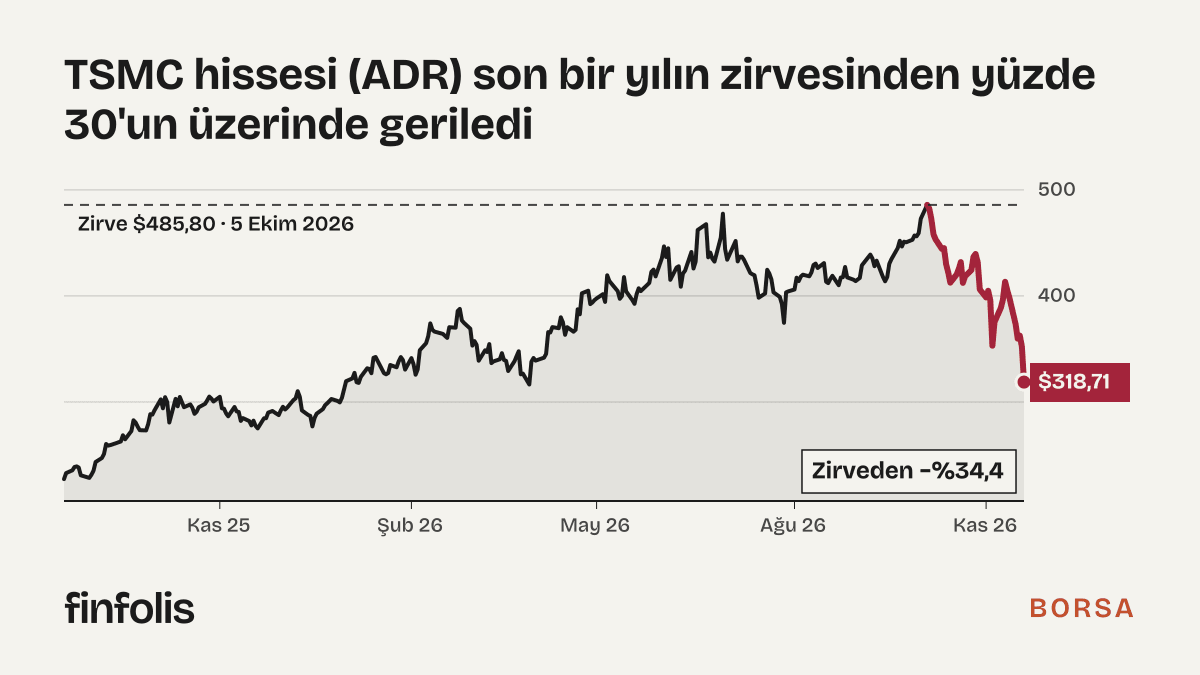 TSMC hissesi (ADR) son bir yılın zirvesinden yüzde
30'un üzerinde geriledi
500
Zirve $485,80 · 5 Ekim 2026
400
$318,71
Zirveden −%34,4
Kas 25
Şub 26
May 26
Ağu 26
Kas 26
finfolis
BORSA